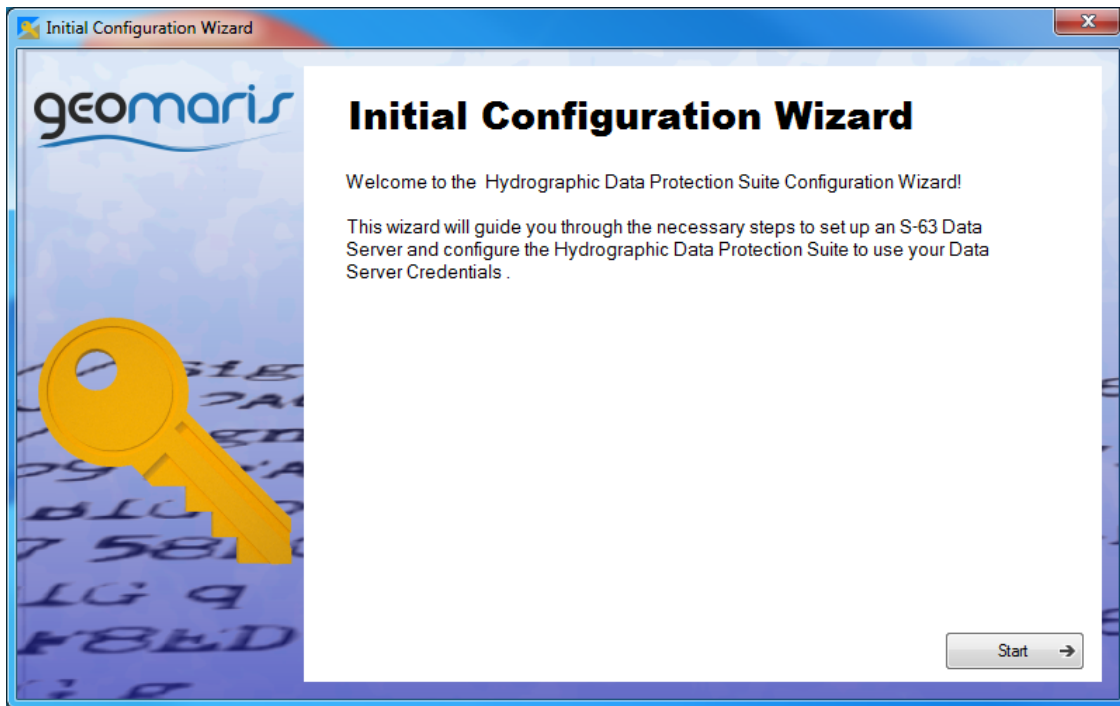 Initial Configuration Wizard
geomaris
Initial Configuration Wizard
Welcome to the Hydrographic Data Protection Suite Configuration Wizard!
This wizard will guide you through the necessary steps to set up an S-63 Data
Server and configure the Hydrographic Data Protection Suite to use your Data
Server Credentials .
Start